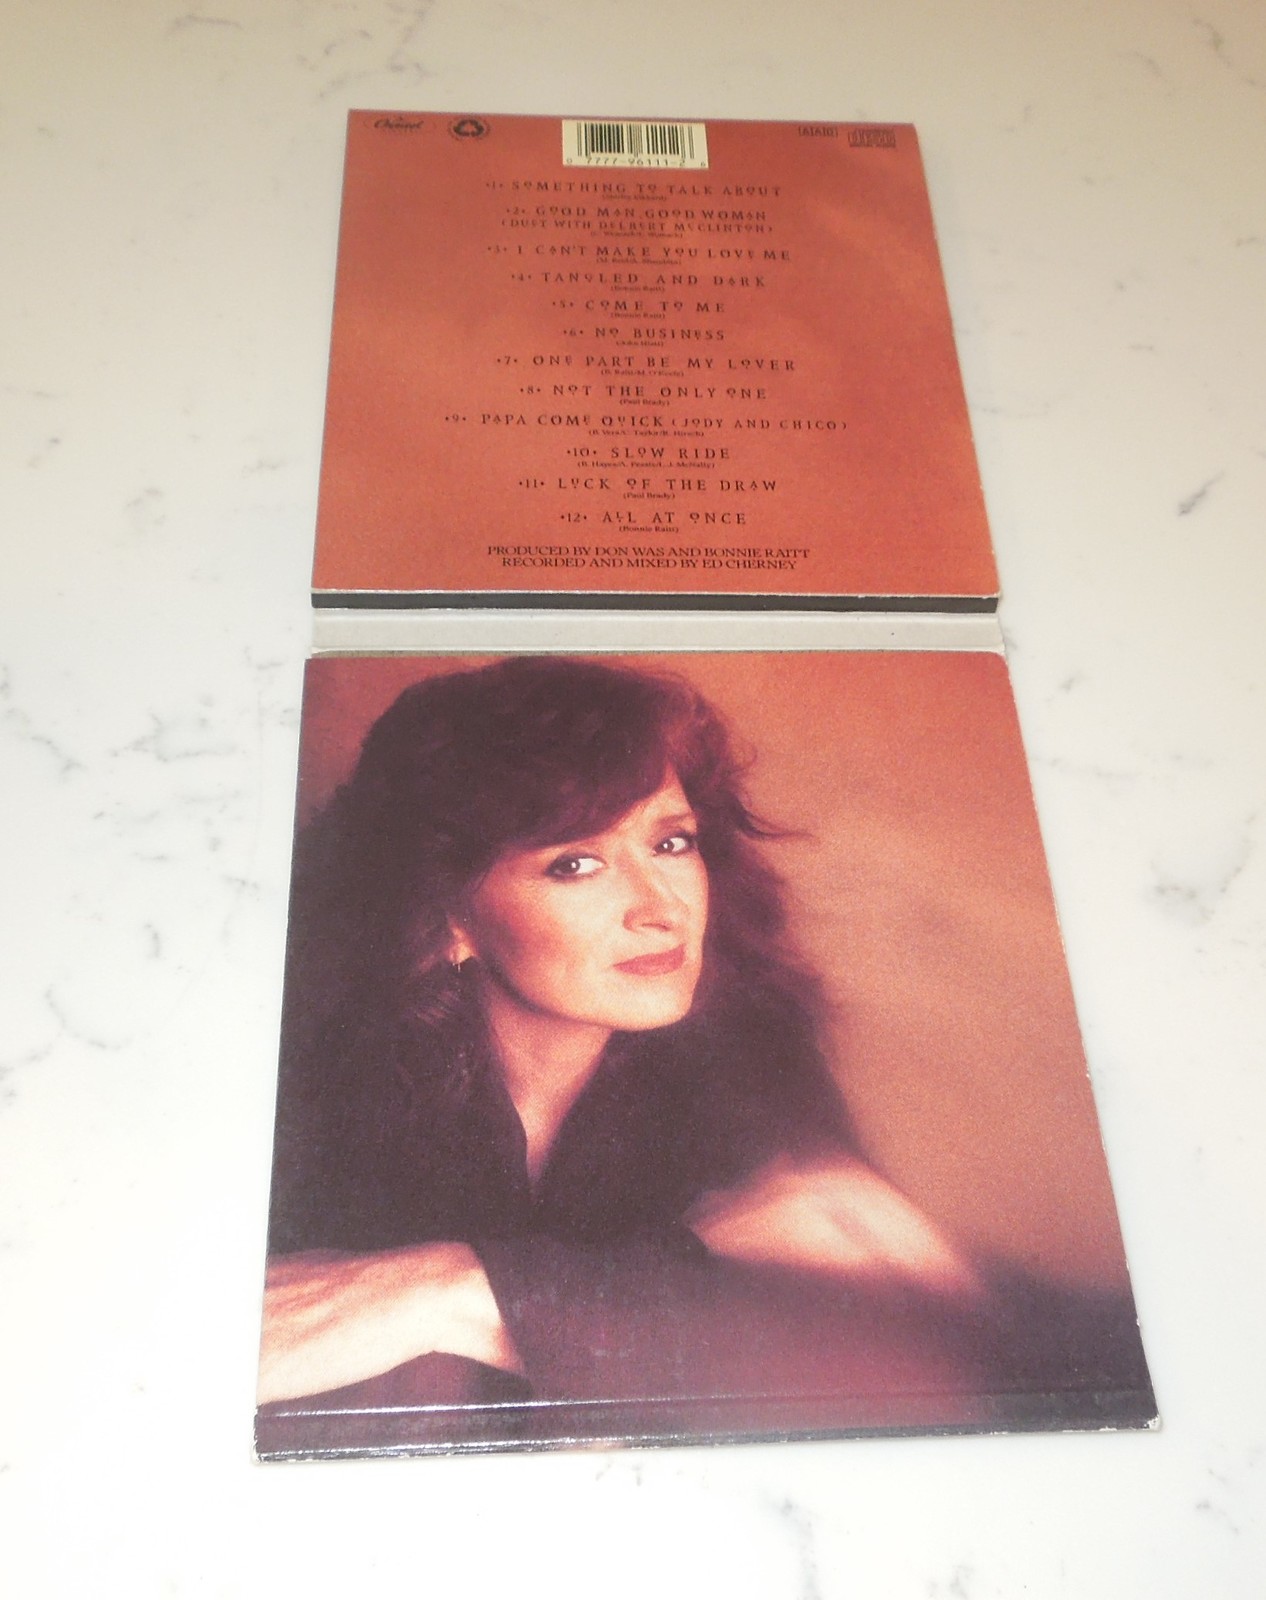 Capitol
0 7777-96111-2 6
AAD
•1• SOMETHING TO TALK ABOUT
•2• GOOD MAN, GOOD WOMAN
(DUET WITH DELBERT McCLINTON)
•3• I CAN'T MAKE YOU LOVE ME
•4• TANGLED AND DARK
(Bonnie Raitt)
•5• COME TO ME
(Bonnie Raitt)
•6• NO BUSINESS
(John Hiatt)
•7• ONE PART BE MY LOVER
(B. Raitt/M. O'Keefe)
•8• NOT THE ONLY ONE
(Paul Brady)
•9• PAPA COME QUICK (JODY AND CHICO)
•10• SLOW RIDE
•11• LUCK OF THE DRAW
(Paul Brady)
•12• ALL AT ONCE
(Bonnie Raitt)
PRODUCED BY DON WAS AND BONNIE RAITT
RECORDED AND MIXED BY ED CHERNEY